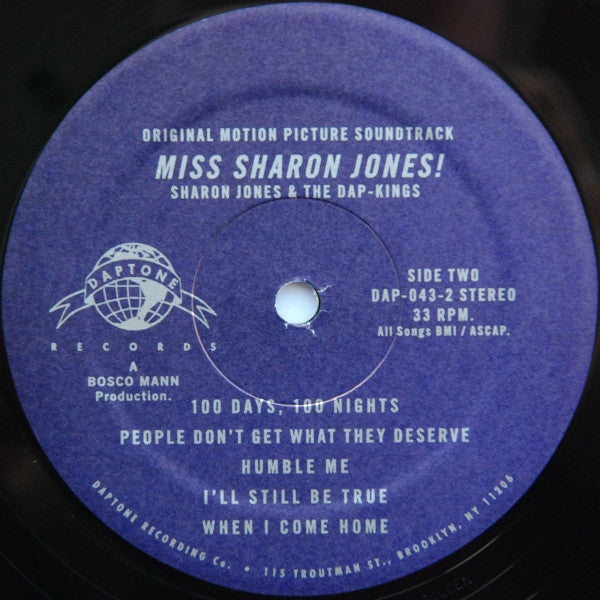 ORIGINAL MOTION PICTURE SOUNDTRACK
MISS SHARON JONES!
SHARON JONES & THE DAP-KINGS
DAPTONE
RECORDS
A
BOSCO MANN
Production.
SIDE TWO
DAP-043-2 STEREO
33 RPM.
All Songs BMI / ASCAP.
100 DAYS, 100 NIGHTS
PEOPLE DON'T GET WHAT THEY DESERVE
HUMBLE ME
I'LL STILL BE TRUE
WHEN I COME HOME
DAPTONE RECORDING Co. • 115 TROUTMAN ST., BROOKLYN, NY 11206